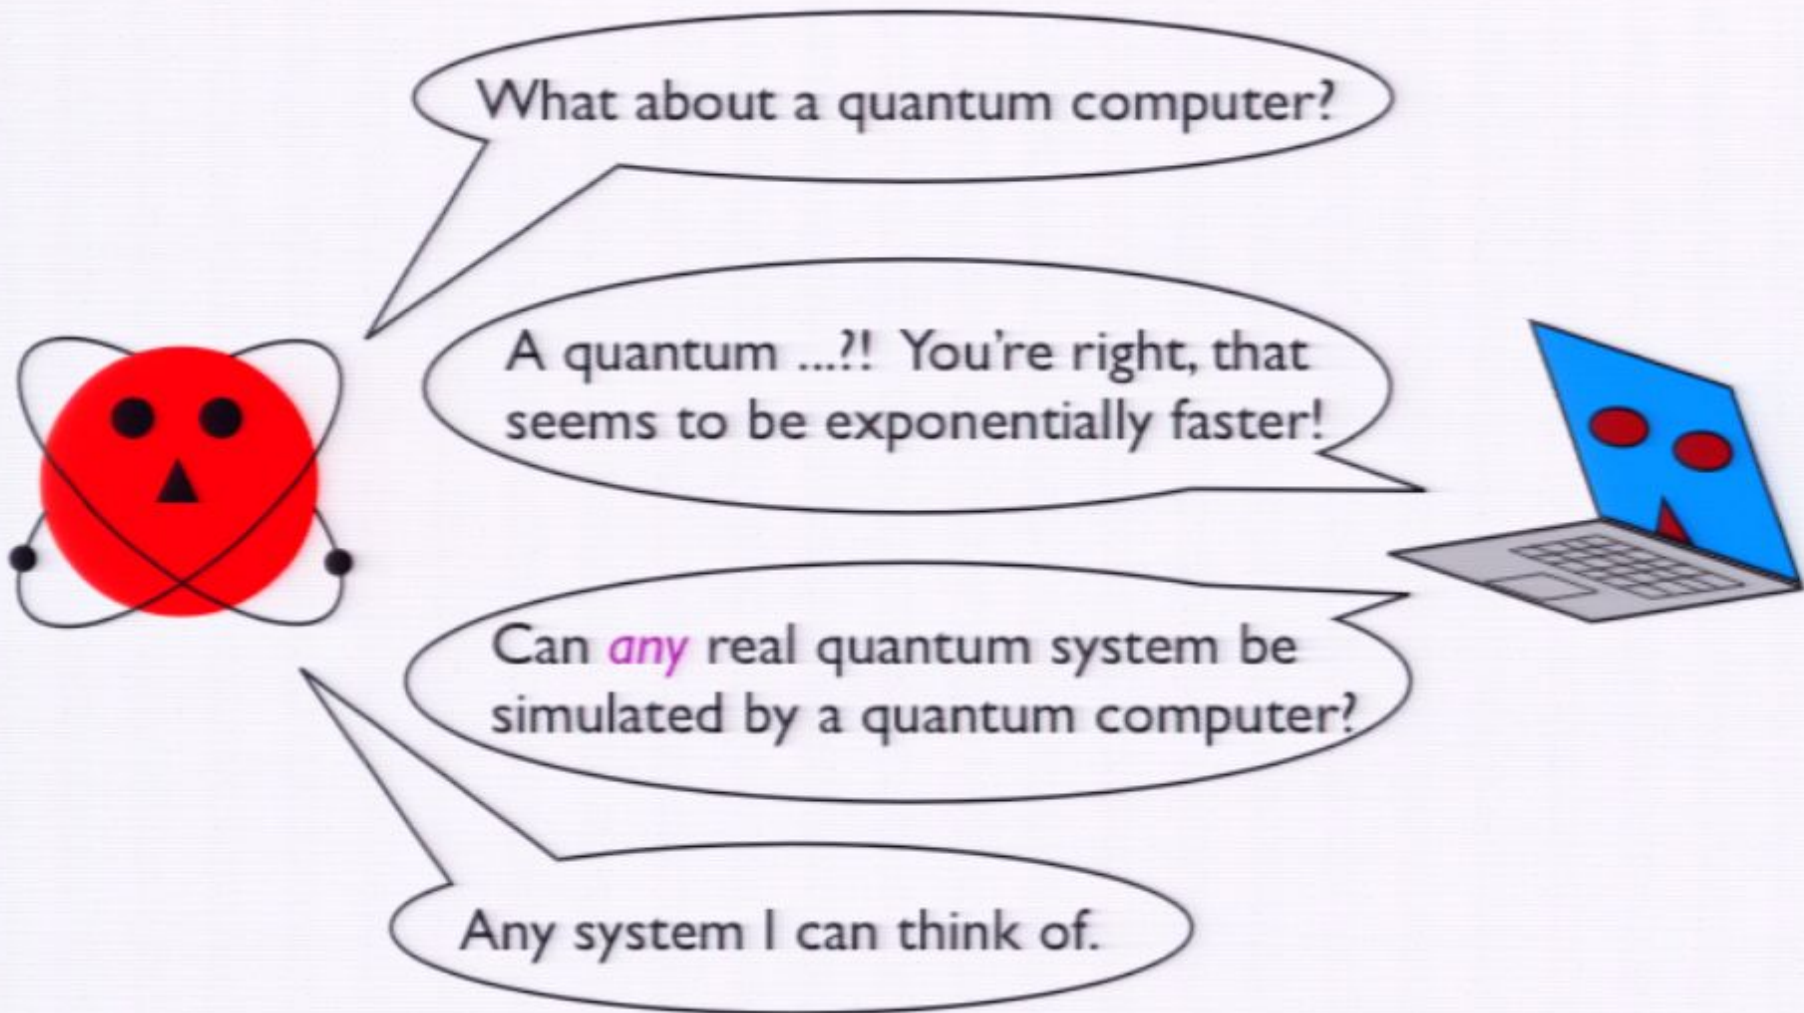 What about a quantum computer?
A quantum ...?! You're right, that
seems to be exponentially faster!
Can any real quantum system be
simulated by a quantum computer?
Any system I can think of.